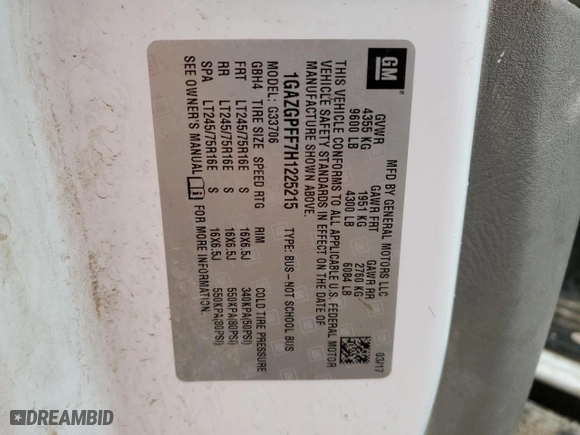 GM
MFD BY GENERAL MOTORS LLC
03/17
GVWR GAWR FRT GAWR RR
4355 KG 1951 KG 2760 KG
9600 LB 4300 LB 6084 LB
THIS VEHICLE CONFORMS TO ALL APPLICABLE U.S. FEDERAL MOTOR
VEHICLE SAFETY STANDARDS IN EFFECT ON THE DATE OF
MANUFACTURE SHOWN ABOVE.
1GAZGPFF7H1225215 TYPE: BUS–NOT SCHOOL BUS
MODEL: G33706
GBH4 TIRE SIZE SPEED RTG RIM COLD TIRE PRESSURE
FRT LT245/75R16E S 16X6.5J 340KPA(50PSI)
RR LT245/75R16E S 16X6.5J 550KPA(80PSI)
SPA LT245/75R16E S 16X6.5J 550KPA(80PSI)
SEE OWNER'S MANUAL i FOR MORE INFORMATION.
DREAMBID